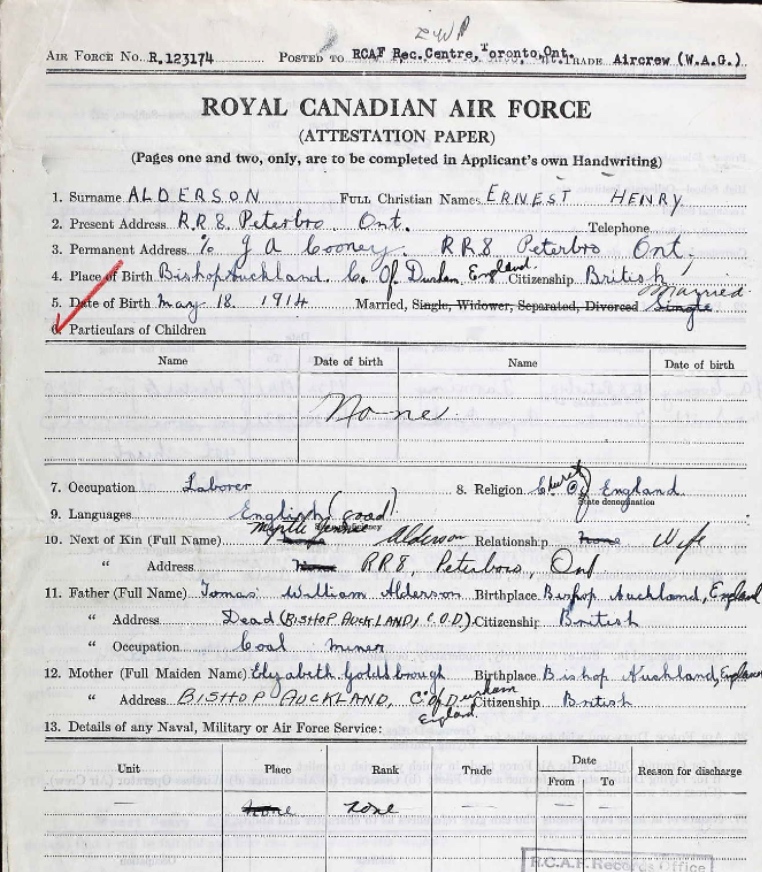 AIR FORCE NO. R.123174 POSTED TO RCAF Rec.Centre, Toronto, Ont. TRADE Aircrew (W.A.G.)
ROYAL CANADIAN AIR FORCE
(ATTESTATION PAPER)
(Pages one and two, only, are to be completed in Applicant's own Handwriting)
1. Surname ALDERSON FULL Christian Names ERNEST HENRY
2. Present Address R.R 8. Peterbro Ont. Telephone
3. Permanent Address % J A Cooney. R R 8 Peterbro Ont.
4. Place of Birth Bishop Auckland. Co. Of. Durham, England. Citizenship British
5. Date of Birth May 18. 1914 Married, Single, Widower, Separated, Divorced Single Married
6. Particulars of Children
Name Date of birth Name Date of birth
None
7. Occupation Laborer 8. Religion Church Of England
State denomination
9. Languages English (Good)
10. Next of Kin (Full Name) Myrtle Alderson Relationship None Wife
" Address None RR 8, Peterboro, Ont
11. Father (Full Name) Tomas William Alderson Birthplace Bishop Auckland, England
" Address Dead (BISHOP AUCKLAND, C.O.D.) Citizenship British
" Occupation Coal miner
12. Mother (Full Maiden Name) Elizabeth Goldsbrough Birthplace Bishop Auckland, England
" Address BISHOP AUCKLAND, C. of Durham England. Citizenship British
13. Details of any Naval, Military or Air Force Service:
Unit Place Rank Trade Date From To Reason for discharge
— None None — — — —
R.C.A.F. Records Office